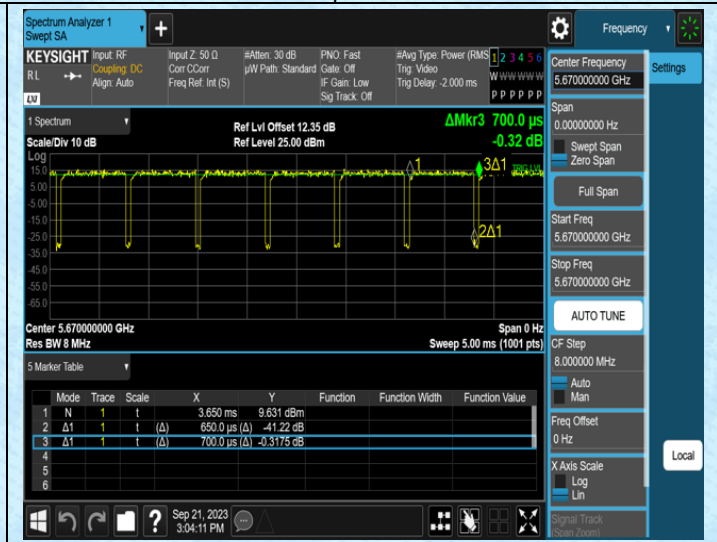 Spectrum Analyzer 1
Swept SA
+
Frequency
KEYSIGHT
RL
LXI
Input: RF
Coupling: DC
Align: Auto
Input Z: 50 Ω
Corr CCorr
Freq Ref: Int (S)
#Atten: 30 dB
µW Path: Standard
PNO: Fast
Gate: Off
IF Gain: Low
Sig Track: Off
#Avg Type: Power (RMS
Trig: Video
Trig Delay: -2.000 ms
1 2 3 4 5 6
W W W W W W
P P P P P P
1 Spectrum
Scale/Div 10 dB
Ref Lvl Offset 12.35 dB
Ref Level 25.00 dBm
ΔMkr3 700.0 µs
-0.32 dB
Log
15.0
5.00
-5.00
-15.0
-25.0
-35.0
-45.0
-55.0
-65.0
1
3Δ1
TRIG LVL
2Δ1
Center 5.670000000 GHz
Res BW 8 MHz
Span 0 Hz
Sweep 5.00 ms (1001 pts)
5 Marker Table
Mode Trace Scale X Y Function Function Width Function Value
1 N 1 t 3.650 ms 9.631 dBm
2 Δ1 1 t (Δ) 650.0 µs (Δ) -41.22 dB
3 Δ1 1 t (Δ) 700.0 µs (Δ) -0.3175 dB
4
5
6
Sep 21, 2023
3:04:11 PM
Center Frequency
5.670000000 GHz
Span
0.00000000 Hz
Swept Span
Zero Span
Full Span
Start Freq
5.670000000 GHz
Stop Freq
5.670000000 GHz
AUTO TUNE
CF Step
8.000000 MHz
Auto
Man
Freq Offset
0 Hz
X Axis Scale
Log
Lin
Signal Track
(Span Zoom)
Settings
Local